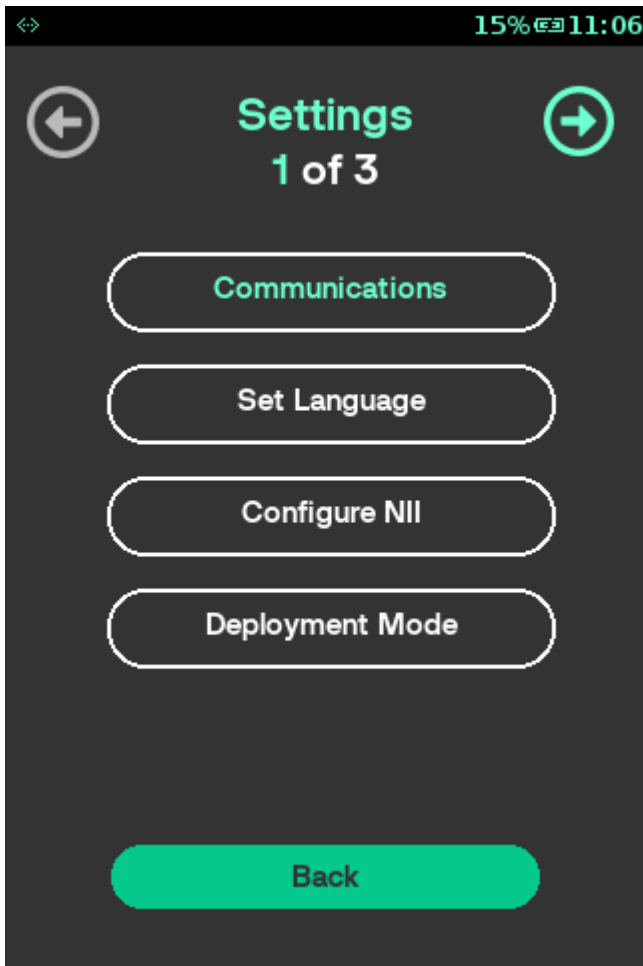 15% 11:06
Settings
1 of 3
Communications
Set Language
Configure NII
Deployment Mode
Back